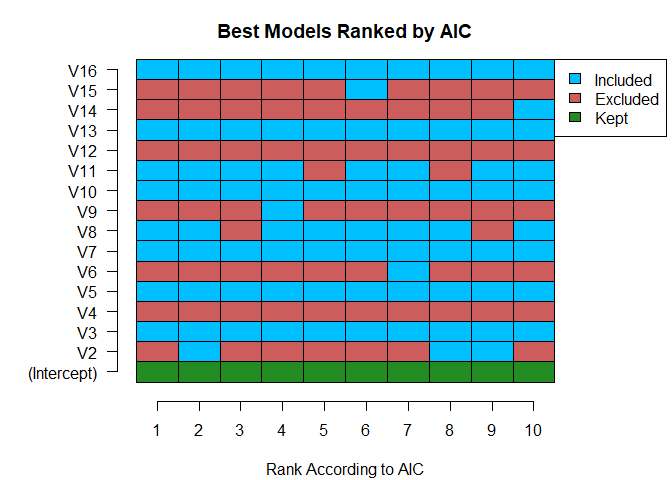 Best Models Ranked by AIC
V16
V15
V14
V13
V12
V11
V10
V9
V8
V7
V6
V5
V4
V3
V2
(Intercept)
Included
Excluded
Kept
1 2 3 4 5 6 7 8 9 10
Rank According to AIC